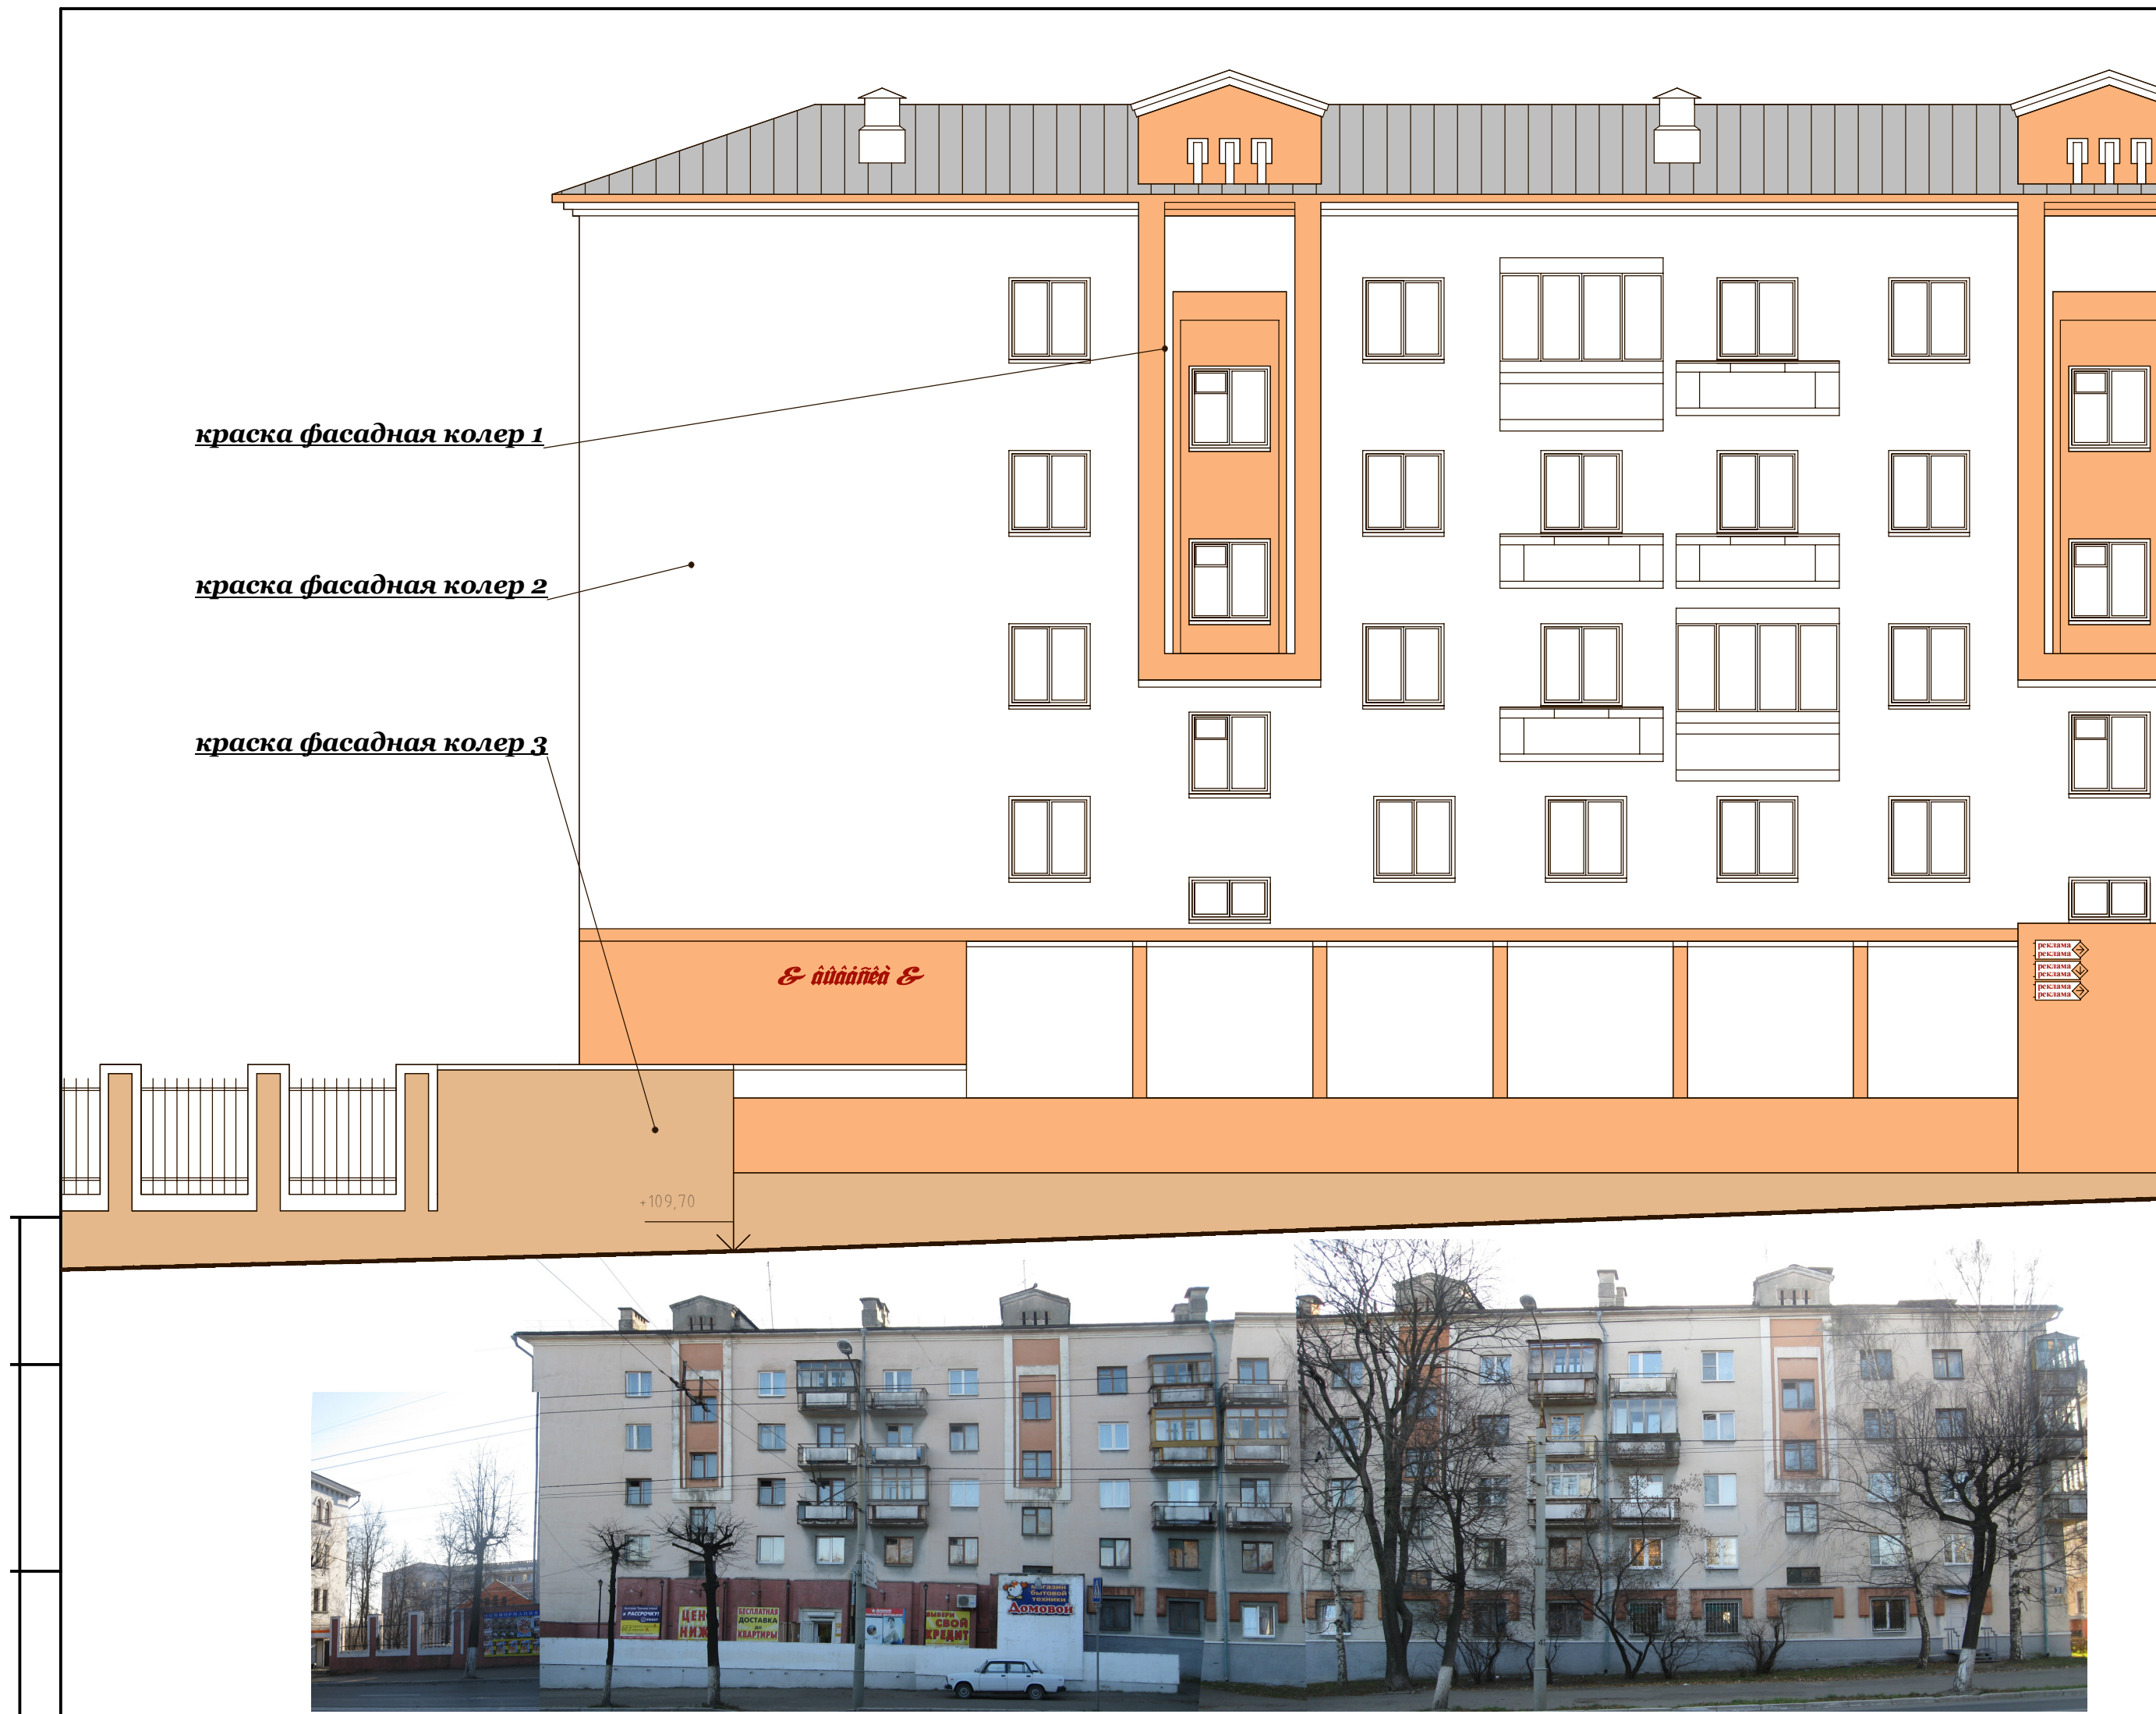 краска фасадная колер 1
краска фасадная колер 2
краска фасадная колер 3
& âûâåñêà &
реклама
реклама
реклама
реклама
реклама
реклама
+109,70
и РАССРОЧКУ!
ЦЕН
НИЖ
БЕСПЛАТНАЯ
ДОСТАВКА
до
КВАРТИРЫ
ВЫБЕРИ
СВОЙ
КРЕДИТ
магазин
бытовой
техники
Домовой